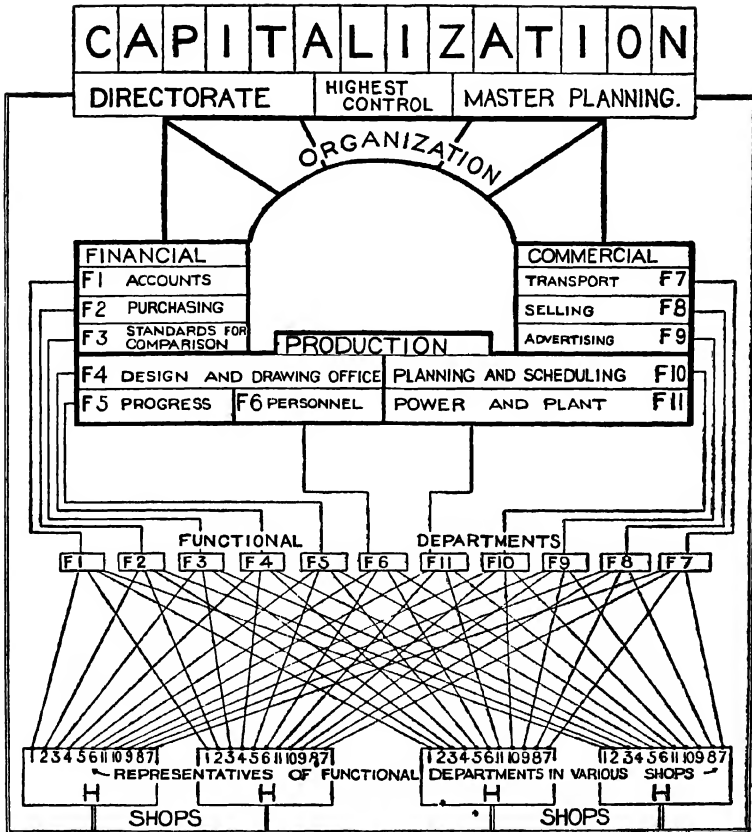 CAPITALIZATION
DIRECTORATE
HIGHEST
CONTROL
MASTER PLANNING.
ORGANIZATION
FINANCIAL
F1 ACCOUNTS
F2 PURCHASING
F3 STANDARDS FOR
COMPARISON
COMMERCIAL
TRANSPORT F7
SELLING F8
ADVERTISING F9
PRODUCTION
F4 DESIGN AND DRAWING OFFICE
PLANNING AND SCHEDULING F10
F5 PROGRESS
F6 PERSONNEL
POWER AND PLANT F11
FUNCTIONAL DEPARTMENTS
F1 F2 F3 F4 F5 F6 F11 F10 F9 F8 F7
1 2 3 4 5 6 11 10 9 8 7
1 2 3 4 5 6 11 10 9 8 7
1 2 3 4 5 6 11 10 9 8 7
1 2 3 4 5 6 11 10 9 8 7
REPRESENTATIVES OF FUNCTIONAL DEPARTMENTS IN VARIOUS SHOPS
H H H H
SHOPS SHOPS